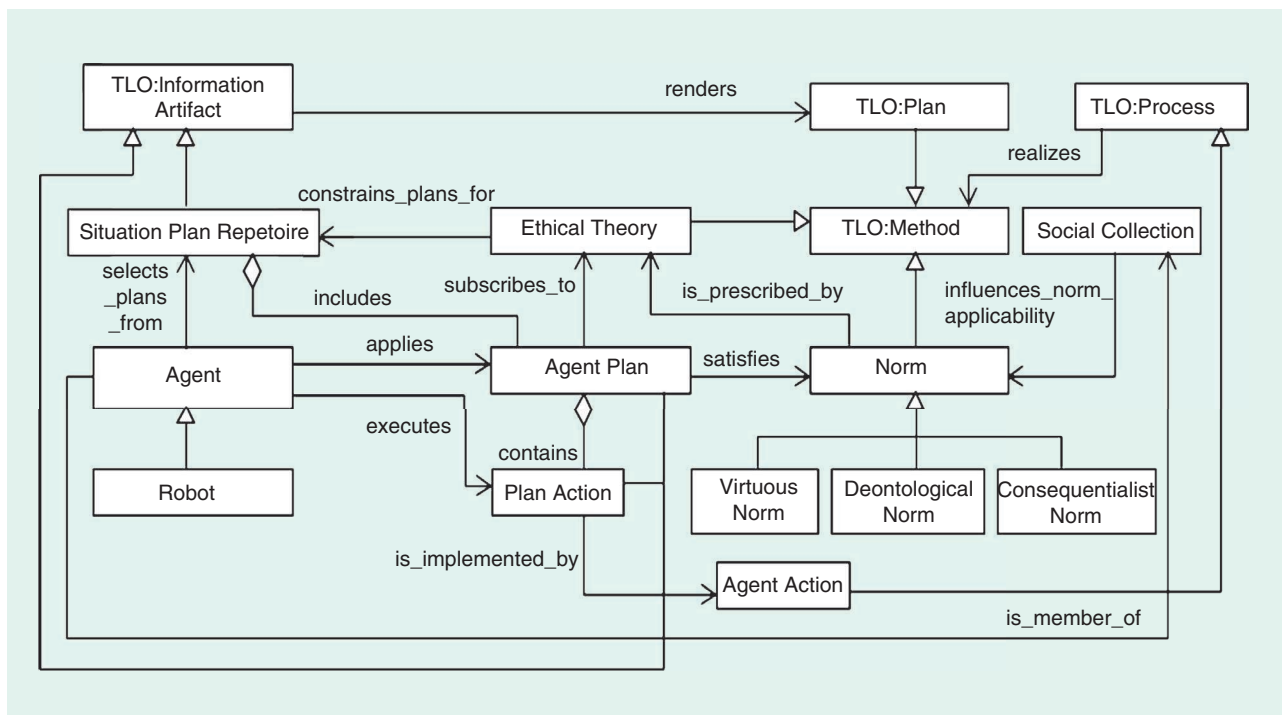 TLO:Information
Artifact
renders
TLO:Plan
TLO:Process
realizes
constrains_plans_for
Situation Plan Repetoire
Ethical Theory
TLO:Method
Social Collection
selects
_plans
_from
includes
subscribes_to
is_prescribed_by
influences_norm_
applicability
applies
Agent
Agent Plan
satisfies
Norm
executes
contains
Robot
Plan Action
Virtuous
Norm
Deontological
Norm
Consequentialist
Norm
is_implemented_by
Agent Action
is_member_of